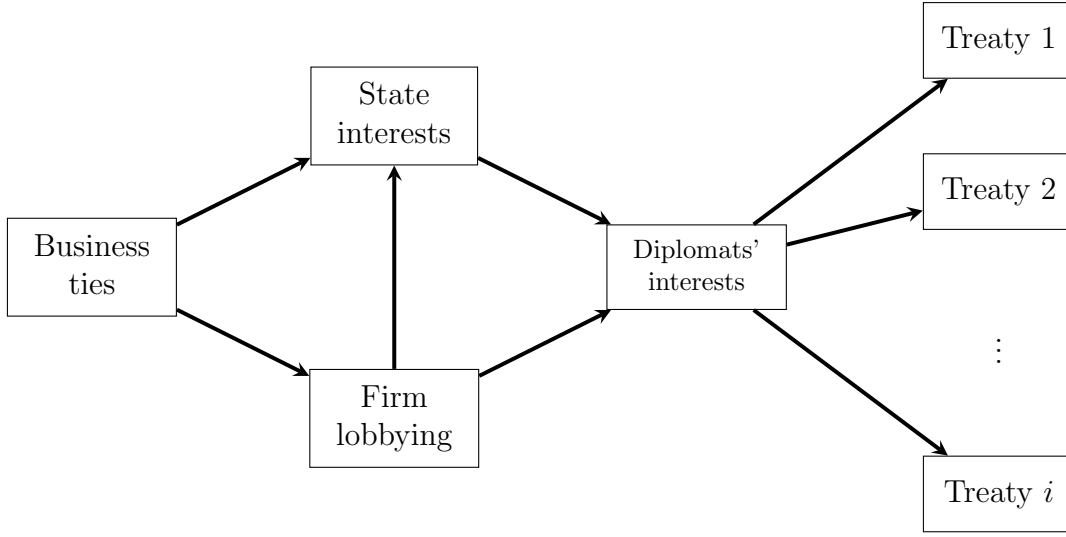 Treaty 1
State
interests
Treaty 2
Business
ties
Diplomats'
interests
⋮
Firm
lobbying
Treaty i